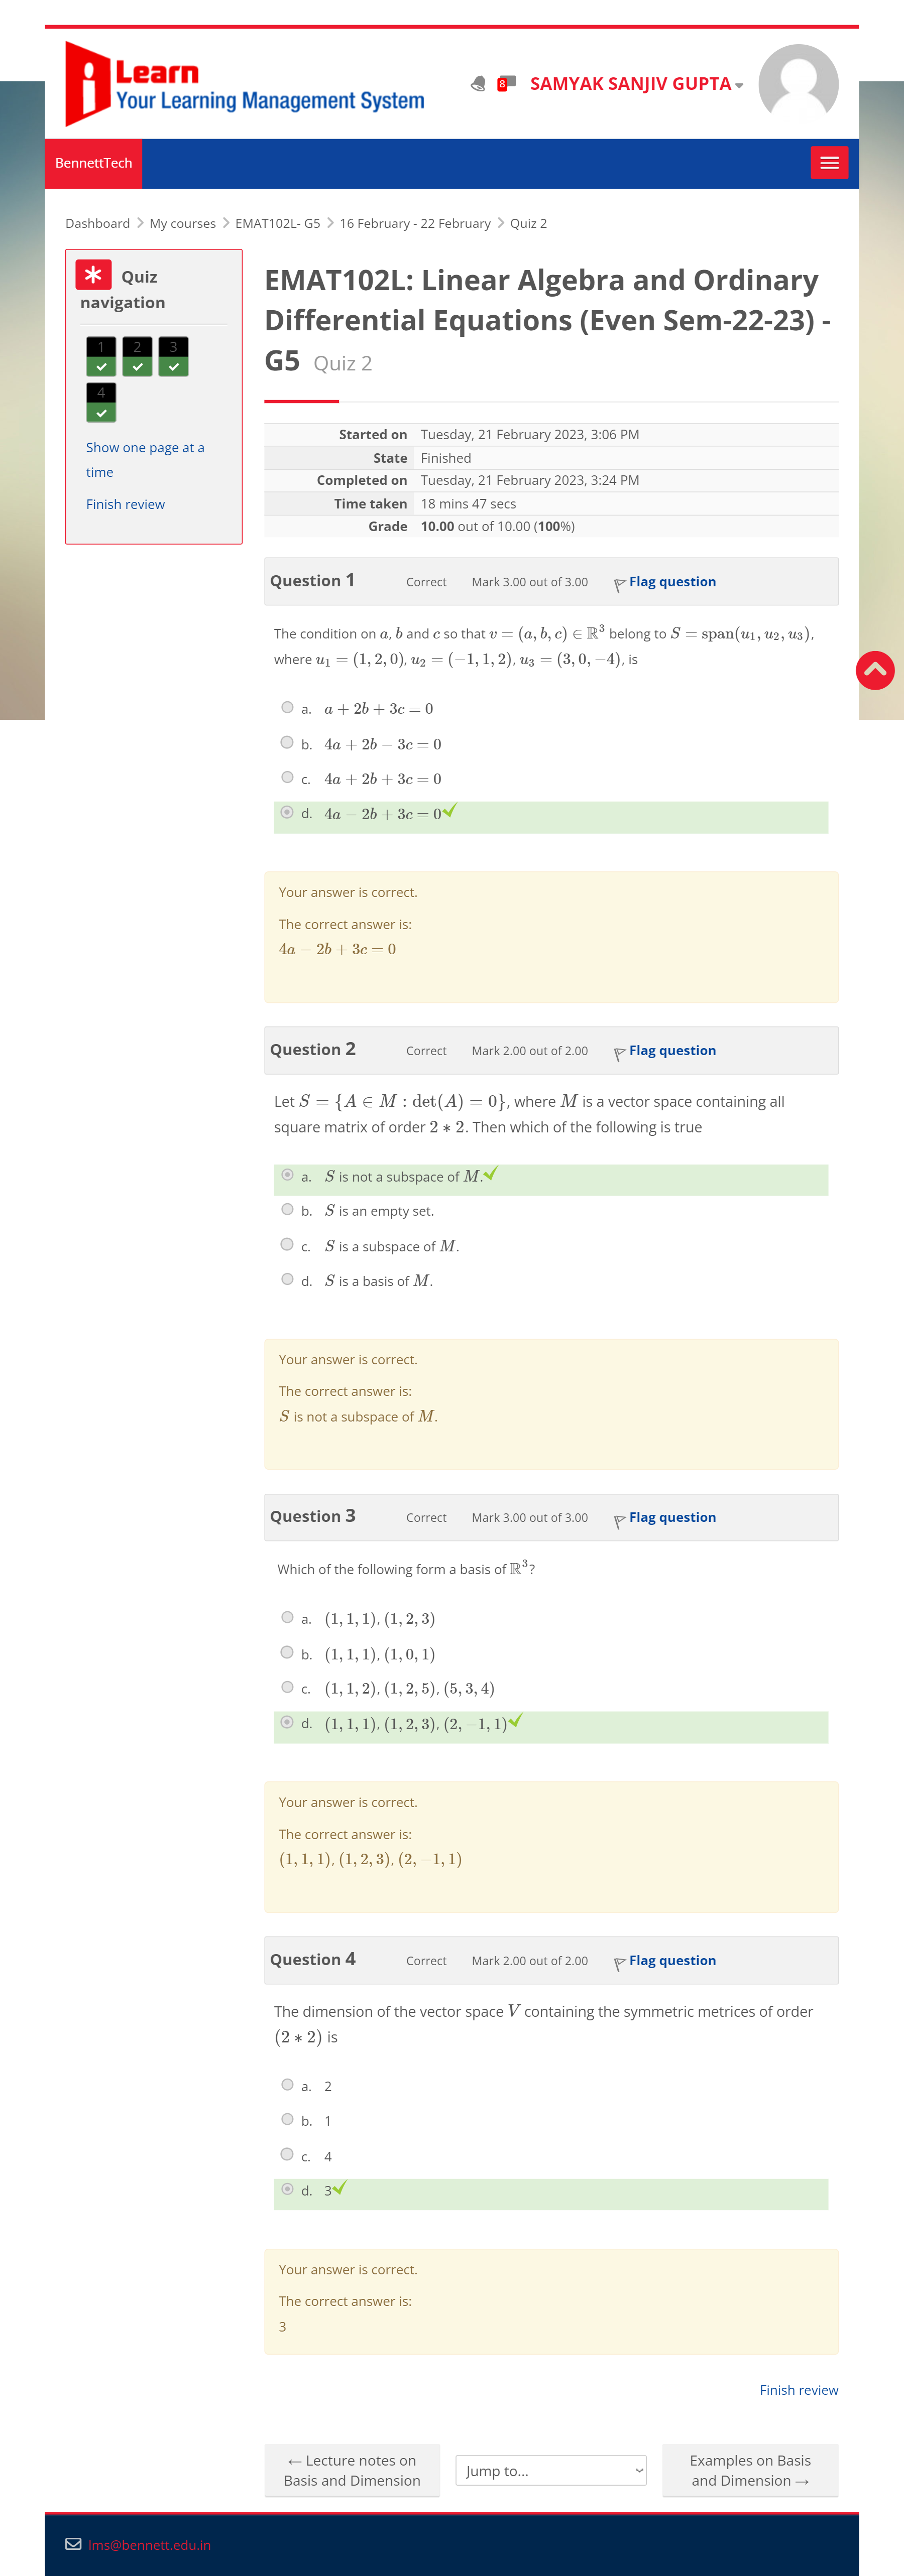 Learn
Your Learning Management System
8
SAMYAK SANJIV GUPTA
BennettTech
Dashboard
My courses
EMAT102L- G5
16 February - 22 February
Quiz 2
Quiz
navigation
1
2
3
4
Show one page at a
time
Finish review
EMAT102L: Linear Algebra and Ordinary
Differential Equations (Even Sem-22-23) -
G5 Quiz 2
Started on Tuesday, 21 February 2023, 3:06 PM
State Finished
Completed on Tuesday, 21 February 2023, 3:24 PM
Time taken 18 mins 47 secs
Grade 10.00 out of 10.00 (100%)
Question 1 Correct Mark 3.00 out of 3.00 Flag question
The condition on a, b and c so that v = (a, b, c) ∈ ℝ³ belong to S = span(u₁, u₂, u₃),
where u₁ = (1, 2, 0), u₂ = (−1, 1, 2), u₃ = (3, 0, −4), is
a. a + 2b + 3c = 0
b. 4a + 2b − 3c = 0
c. 4a + 2b + 3c = 0
d. 4a − 2b + 3c = 0
Your answer is correct.
The correct answer is:
4a − 2b + 3c = 0
Question 2 Correct Mark 2.00 out of 2.00 Flag question
Let S = {A ∈ M : det(A) = 0}, where M is a vector space containing all
square matrix of order 2 ∗ 2. Then which of the following is true
a. S is not a subspace of M.
b. S is an empty set.
c. S is a subspace of M.
d. S is a basis of M.
Your answer is correct.
The correct answer is:
S is not a subspace of M.
Question 3 Correct Mark 3.00 out of 3.00 Flag question
Which of the following form a basis of ℝ³?
a. (1, 1, 1), (1, 2, 3)
b. (1, 1, 1), (1, 0, 1)
c. (1, 1, 2), (1, 2, 5), (5, 3, 4)
d. (1, 1, 1), (1, 2, 3), (2, −1, 1)
Your answer is correct.
The correct answer is:
(1, 1, 1), (1, 2, 3), (2, −1, 1)
Question 4 Correct Mark 2.00 out of 2.00 Flag question
The dimension of the vector space V containing the symmetric metrices of order
(2 ∗ 2) is
a. 2
b. 1
c. 4
d. 3
Your answer is correct.
The correct answer is:
3
Finish review
← Lecture notes on
Basis and Dimension
Jump to...
Examples on Basis
and Dimension →
lms@bennett.edu.in